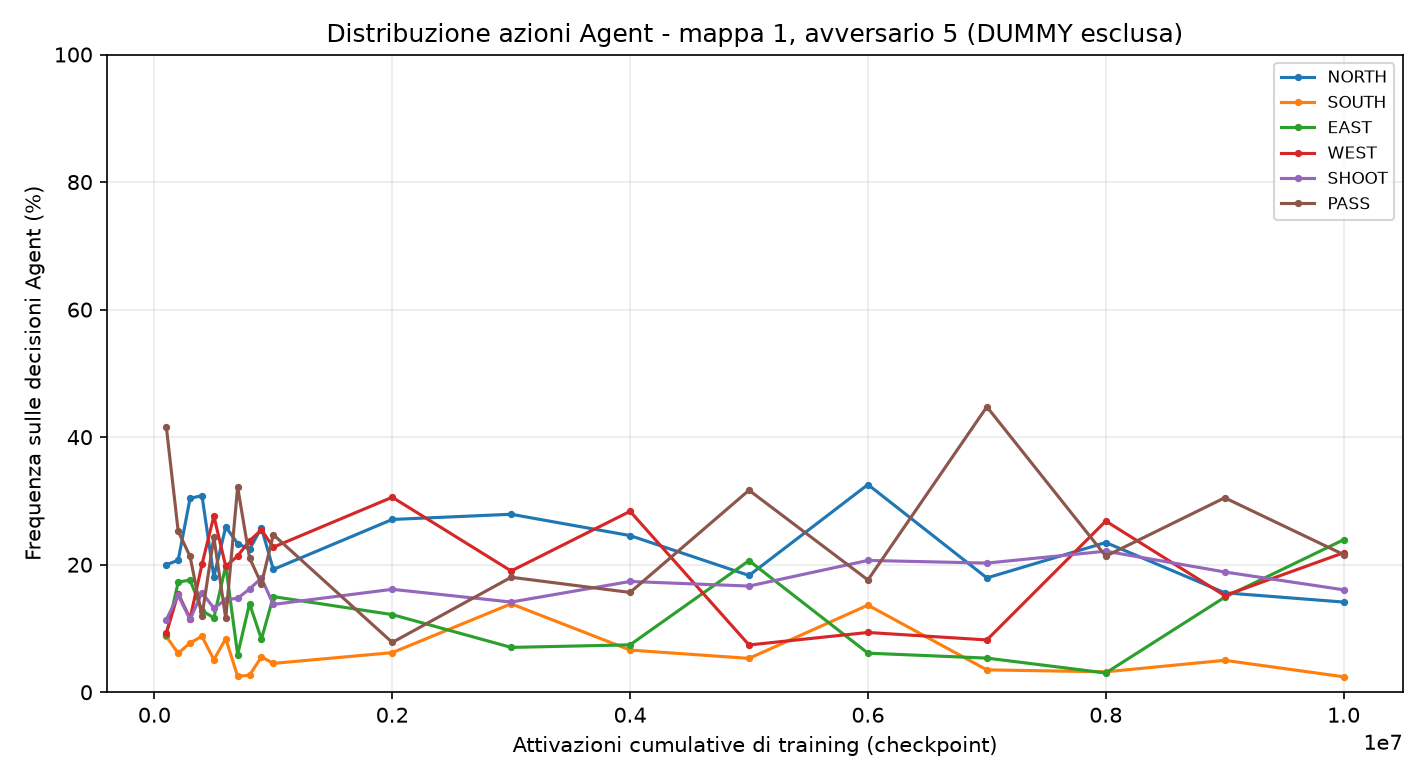 Distribuzione azioni Agent - mappa 1, avversario 5 (DUMMY esclusa)
100
80
60
40
20
0
Frequenza sulle decisioni Agent (%)
NORTH
SOUTH
EAST
WEST
SHOOT
PASS
0.0 0.2 0.4 0.6 0.8 1.0
1e7
Attivazioni cumulative di training (checkpoint)